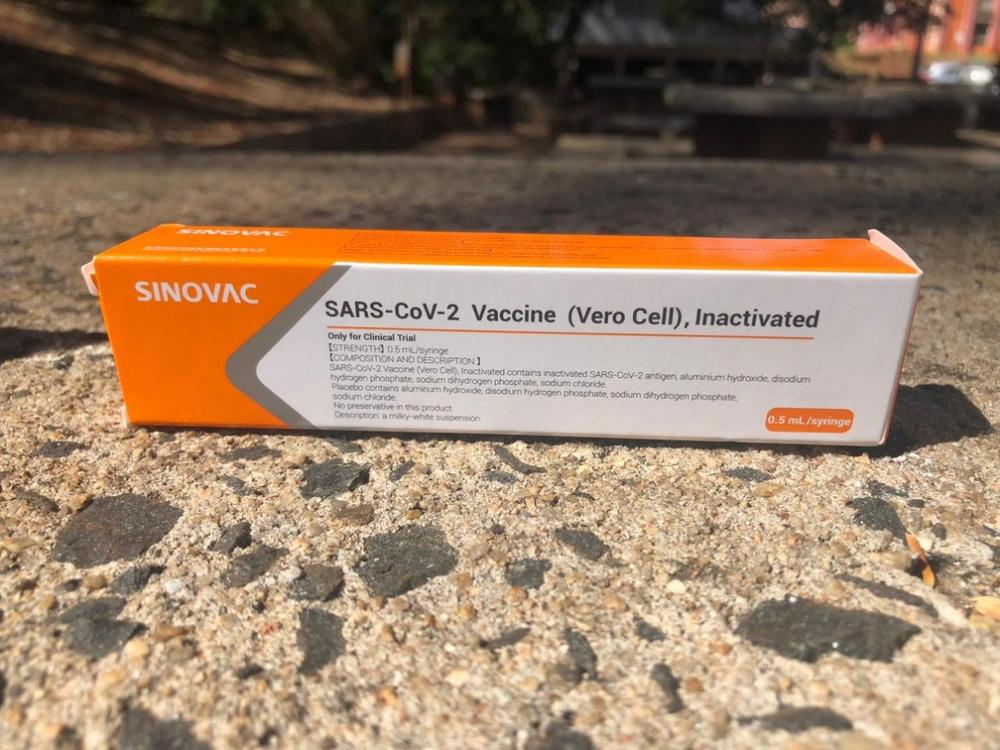 SINOVAC
SINOVAC
SARS-CoV-2 Vaccine (Vero Cell), Inactivated
Only for Clinical Trial
【STRENGTH】0.5 mL/syringe
【COMPOSITION AND DESCRIPTION】
SARS-CoV-2 Vaccine (Vero Cell), Inactivated contains inactivated SARS-CoV-2 antigen, aluminium hydroxide, disodium
hydrogen phosphate, sodium dihydrogen phosphate, sodium chloride.
Placebo contains aluminum hydroxide, disodium hydrogen phosphate, sodium dihydrogen phosphate,
sodium chloride.
No preservative in this product.
Description: a milky-white suspension.
0.5 mL/syringe